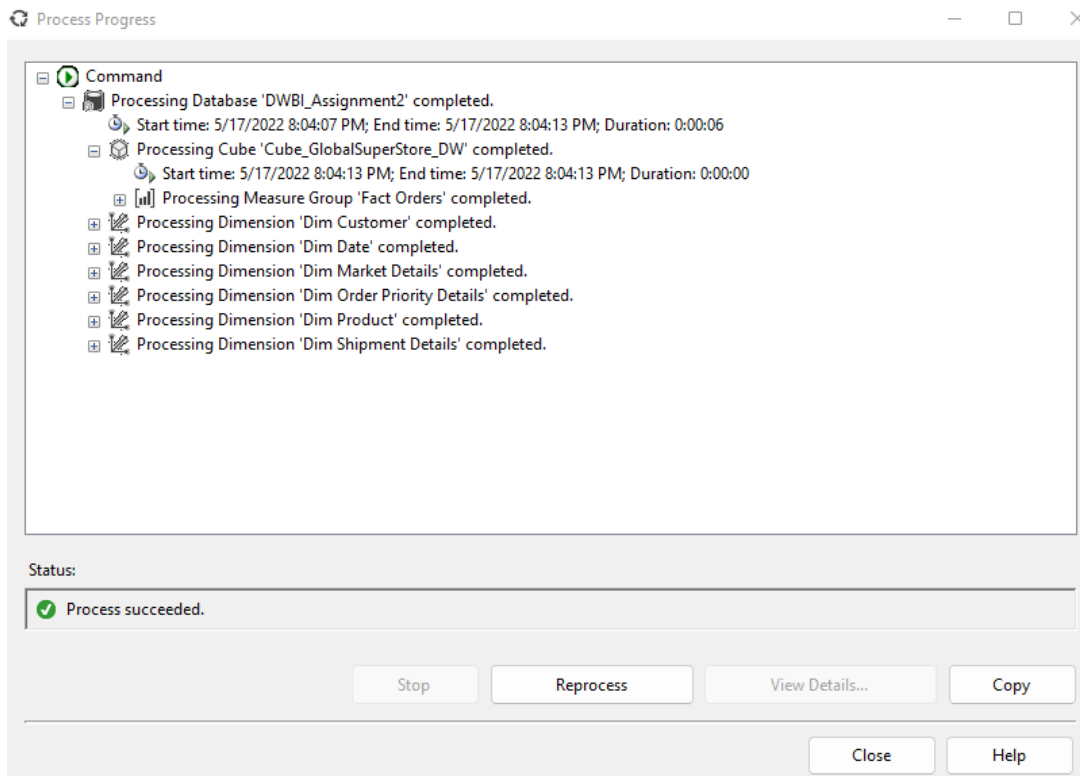 Process Progress
Command
Processing Database 'DWBI_Assignment2' completed.
Start time: 5/17/2022 8:04:07 PM; End time: 5/17/2022 8:04:13 PM; Duration: 0:00:06
Processing Cube 'Cube_GlobalSuperStore_DW' completed.
Start time: 5/17/2022 8:04:13 PM; End time: 5/17/2022 8:04:13 PM; Duration: 0:00:00
Processing Measure Group 'Fact Orders' completed.
Processing Dimension 'Dim Customer' completed.
Processing Dimension 'Dim Date' completed.
Processing Dimension 'Dim Market Details' completed.
Processing Dimension 'Dim Order Priority Details' completed.
Processing Dimension 'Dim Product' completed.
Processing Dimension 'Dim Shipment Details' completed.
Status:
Process succeeded.
Stop Reprocess View Details... Copy
Close Help